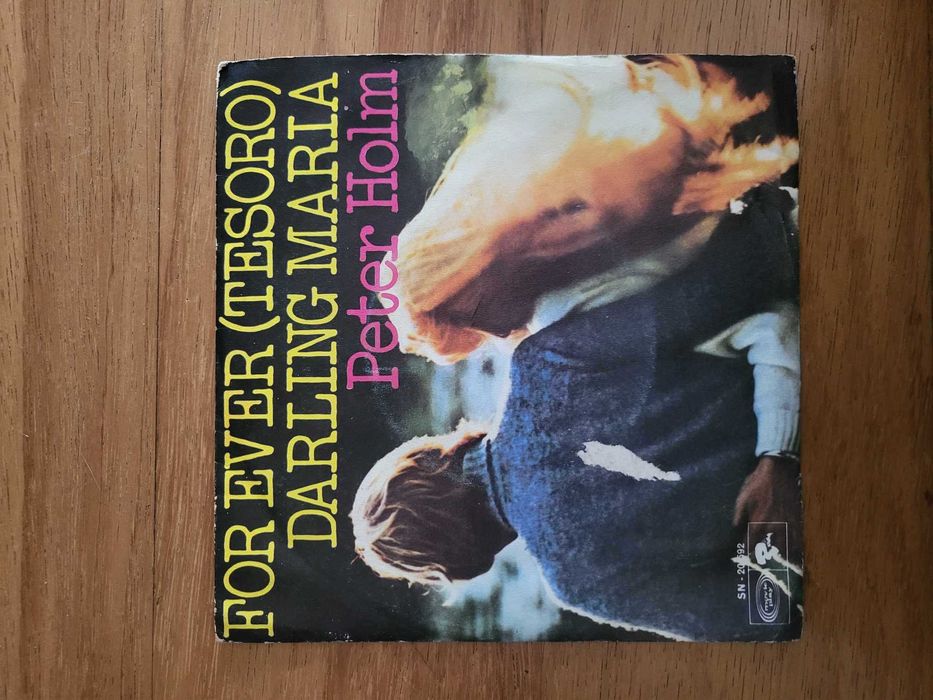 FOR EVER (TESORO)
DARLING MARIA
Peter Holm